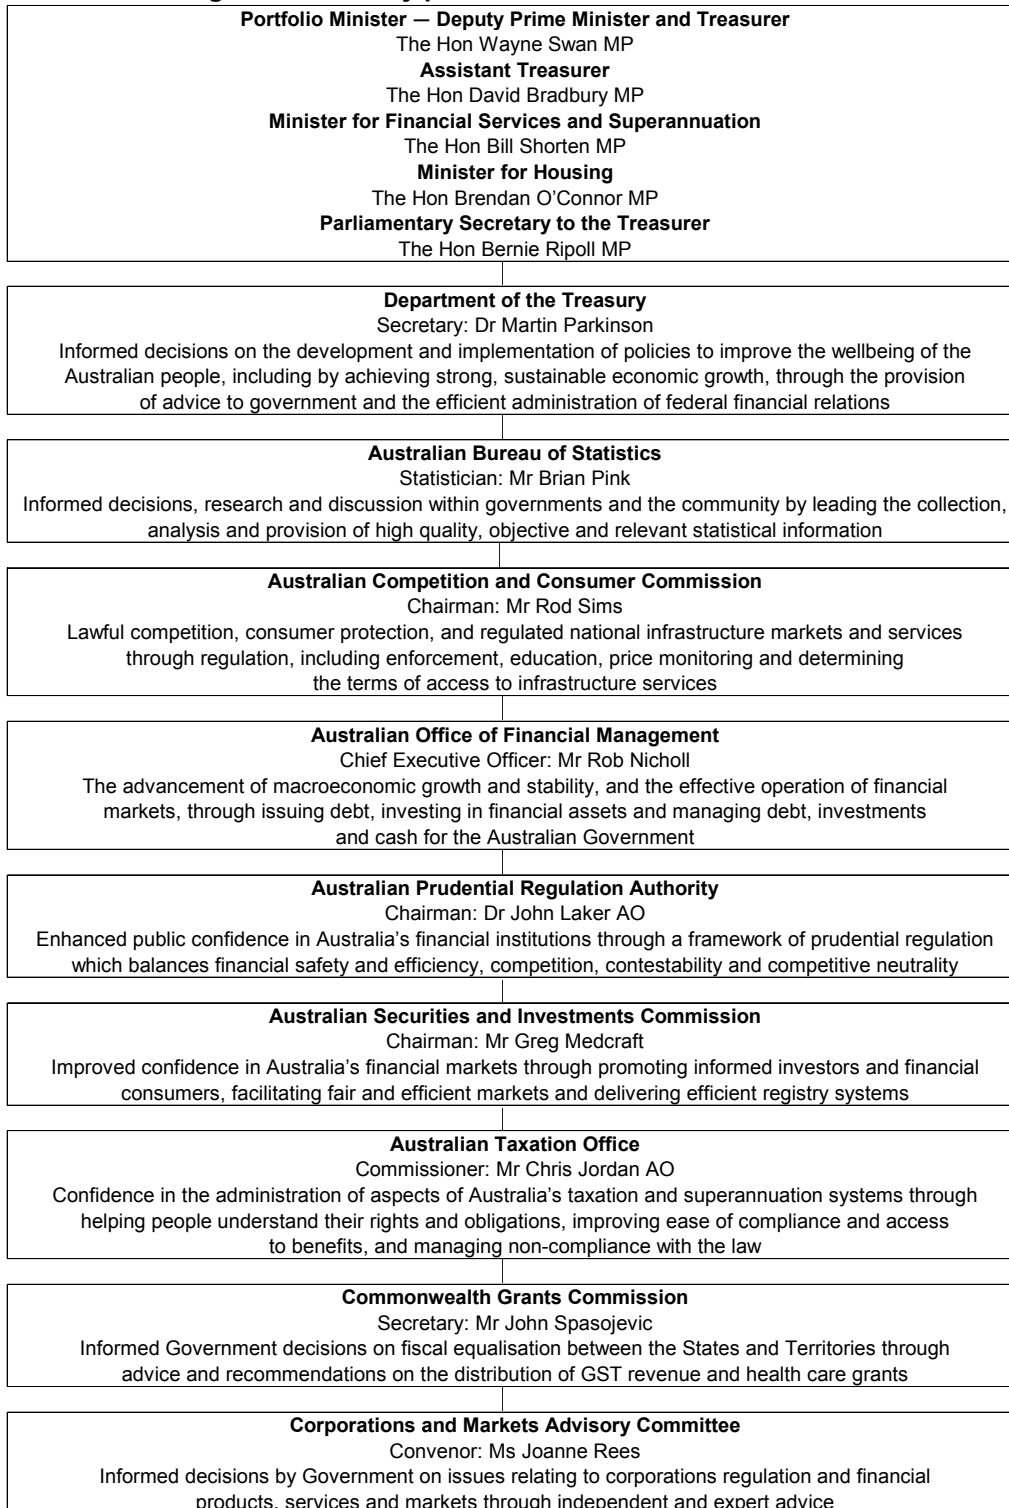 Portfolio Minister — Deputy Prime Minister and Treasurer
The Hon Wayne Swan MP
Assistant Treasurer
The Hon David Bradbury MP
Minister for Financial Services and Superannuation
The Hon Bill Shorten MP
Minister for Housing
The Hon Brendan O’Connor MP
Parliamentary Secretary to the Treasurer
The Hon Bernie Ripoll MP
Department of the Treasury
Secretary: Dr Martin Parkinson
Informed decisions on the development and implementation of policies to improve the wellbeing of the
Australian people, including by achieving strong, sustainable economic growth, through the provision
of advice to government and the efficient administration of federal financial relations
Australian Bureau of Statistics
Statistician: Mr Brian Pink
Informed decisions, research and discussion within governments and the community by leading the collection,
analysis and provision of high quality, objective and relevant statistical information
Australian Competition and Consumer Commission
Chairman: Mr Rod Sims
Lawful competition, consumer protection, and regulated national infrastructure markets and services
through regulation, including enforcement, education, price monitoring and determining
the terms of access to infrastructure services
Australian Office of Financial Management
Chief Executive Officer: Mr Rob Nicholl
The advancement of macroeconomic growth and stability, and the effective operation of financial
markets, through issuing debt, investing in financial assets and managing debt, investments
and cash for the Australian Government
Australian Prudential Regulation Authority
Chairman: Dr John Laker AO
Enhanced public confidence in Australia’s financial institutions through a framework of prudential regulation
which balances financial safety and efficiency, competition, contestability and competitive neutrality
Australian Securities and Investments Commission
Chairman: Mr Greg Medcraft
Improved confidence in Australia’s financial markets through promoting informed investors and financial
consumers, facilitating fair and efficient markets and delivering efficient registry systems
Australian Taxation Office
Commissioner: Mr Chris Jordan AO
Confidence in the administration of aspects of Australia’s taxation and superannuation systems through
helping people understand their rights and obligations, improving ease of compliance and access
to benefits, and managing non-compliance with the law
Commonwealth Grants Commission
Secretary: Mr John Spasojevic
Informed Government decisions on fiscal equalisation between the States and Territories through
advice and recommendations on the distribution of GST revenue and health care grants
Corporations and Markets Advisory Committee
Convenor: Ms Joanne Rees
Informed decisions by Government on issues relating to corporations regulation and financial
products, services and markets through independent and expert advice